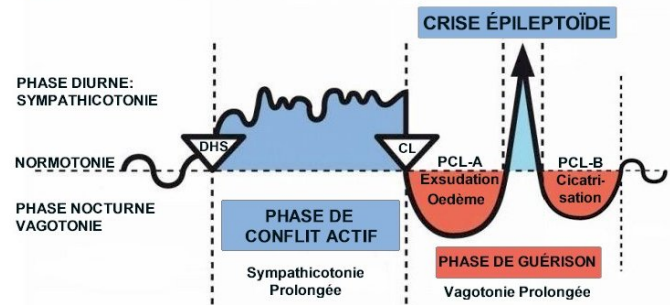 CRISE ÉPILEPTOÏDE
PHASE DIURNE:
SYMPATHICOTONIE
DHS
CL
NORMOTONIE
PCL-A
Exsudation
Oedème
PCL-B
Cicatri-
sation
PHASE NOCTURNE
VAGOTONIE
PHASE DE
CONFLIT ACTIF
PHASE DE GUÉRISON
Sympathicotonie
Prolongée
Vagotonie Prolongée